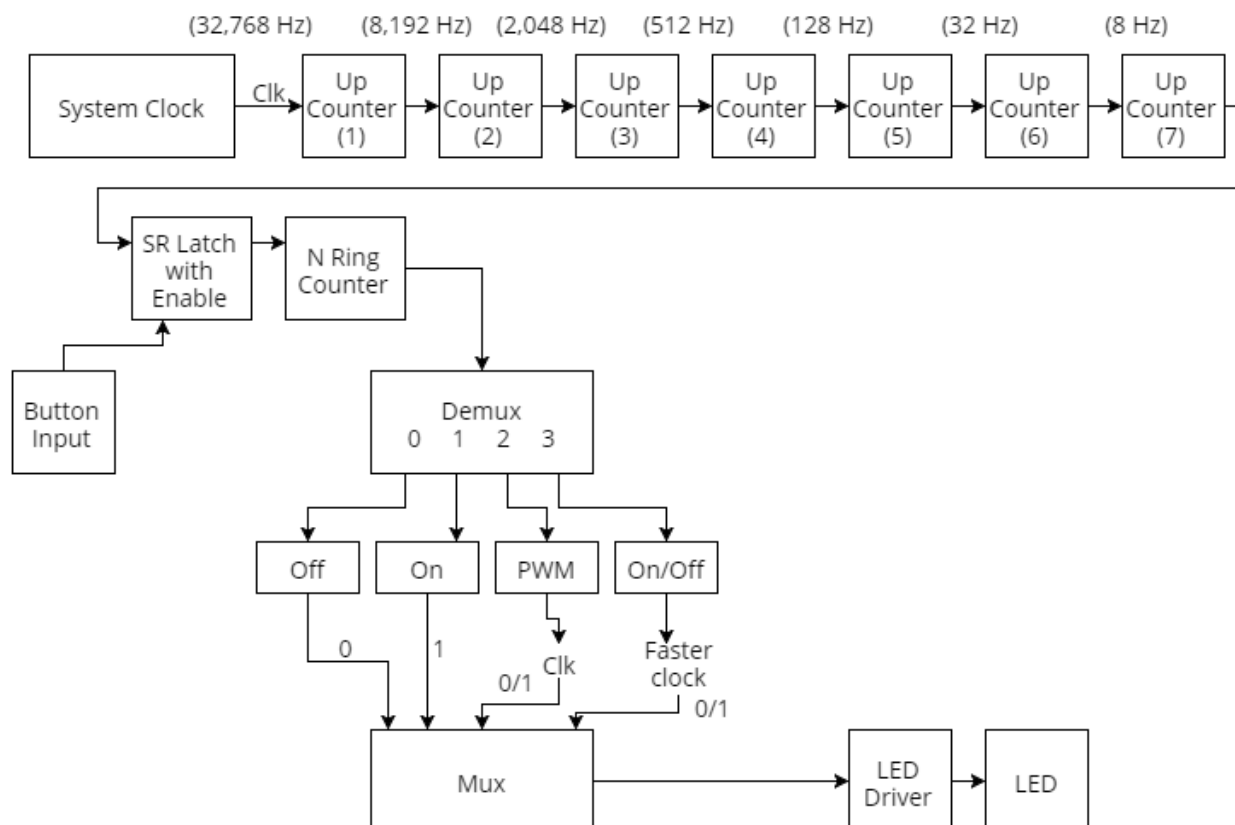 (32,768 Hz)
(8,192 Hz)
(2,048 Hz)
(512 Hz)
(128 Hz)
(32 Hz)
(8 Hz)
System Clock
Clk
Up
Counter
(1)
Up
Counter
(2)
Up
Counter
(3)
Up
Counter
(4)
Up
Counter
(5)
Up
Counter
(6)
Up
Counter
(7)
SR Latch
with
Enable
N Ring
Counter
Button
Input
Demux
0 1 2 3
Off
On
PWM
On/Off
0
1
Clk
0/1
Faster
clock
0/1
Mux
LED
Driver
LED